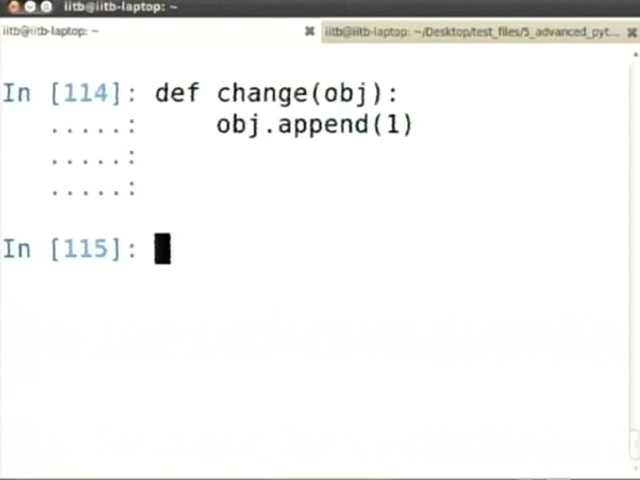 iitb@iitb-laptop: ~
iitb@iitb-laptop: ~
iitb@iitb-laptop: ~/Desktop/test_files/5_advanced_pyt...
In [114]: def change(obj):
.....:     obj.append(1)
.....:
.....:
In [115]: